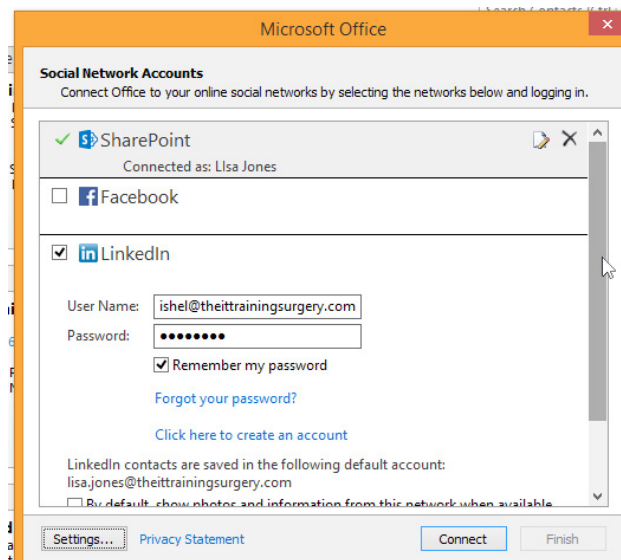 Microsoft Office
Social Network Accounts
Connect Office to your online social networks by selecting the networks below and logging in.
SharePoint
Connected as: LIsa Jones
Facebook
LinkedIn
User Name: ishel@theittrainingsurgery.com
Password: ●●●●●●●●
Remember my password
Forgot your password?
Click here to create an account
LinkedIn contacts are saved in the following default account:
lisa.jones@theittrainingsurgery.com
By default, show photos and information from this network when available
Settings... Privacy Statement Connect Finish